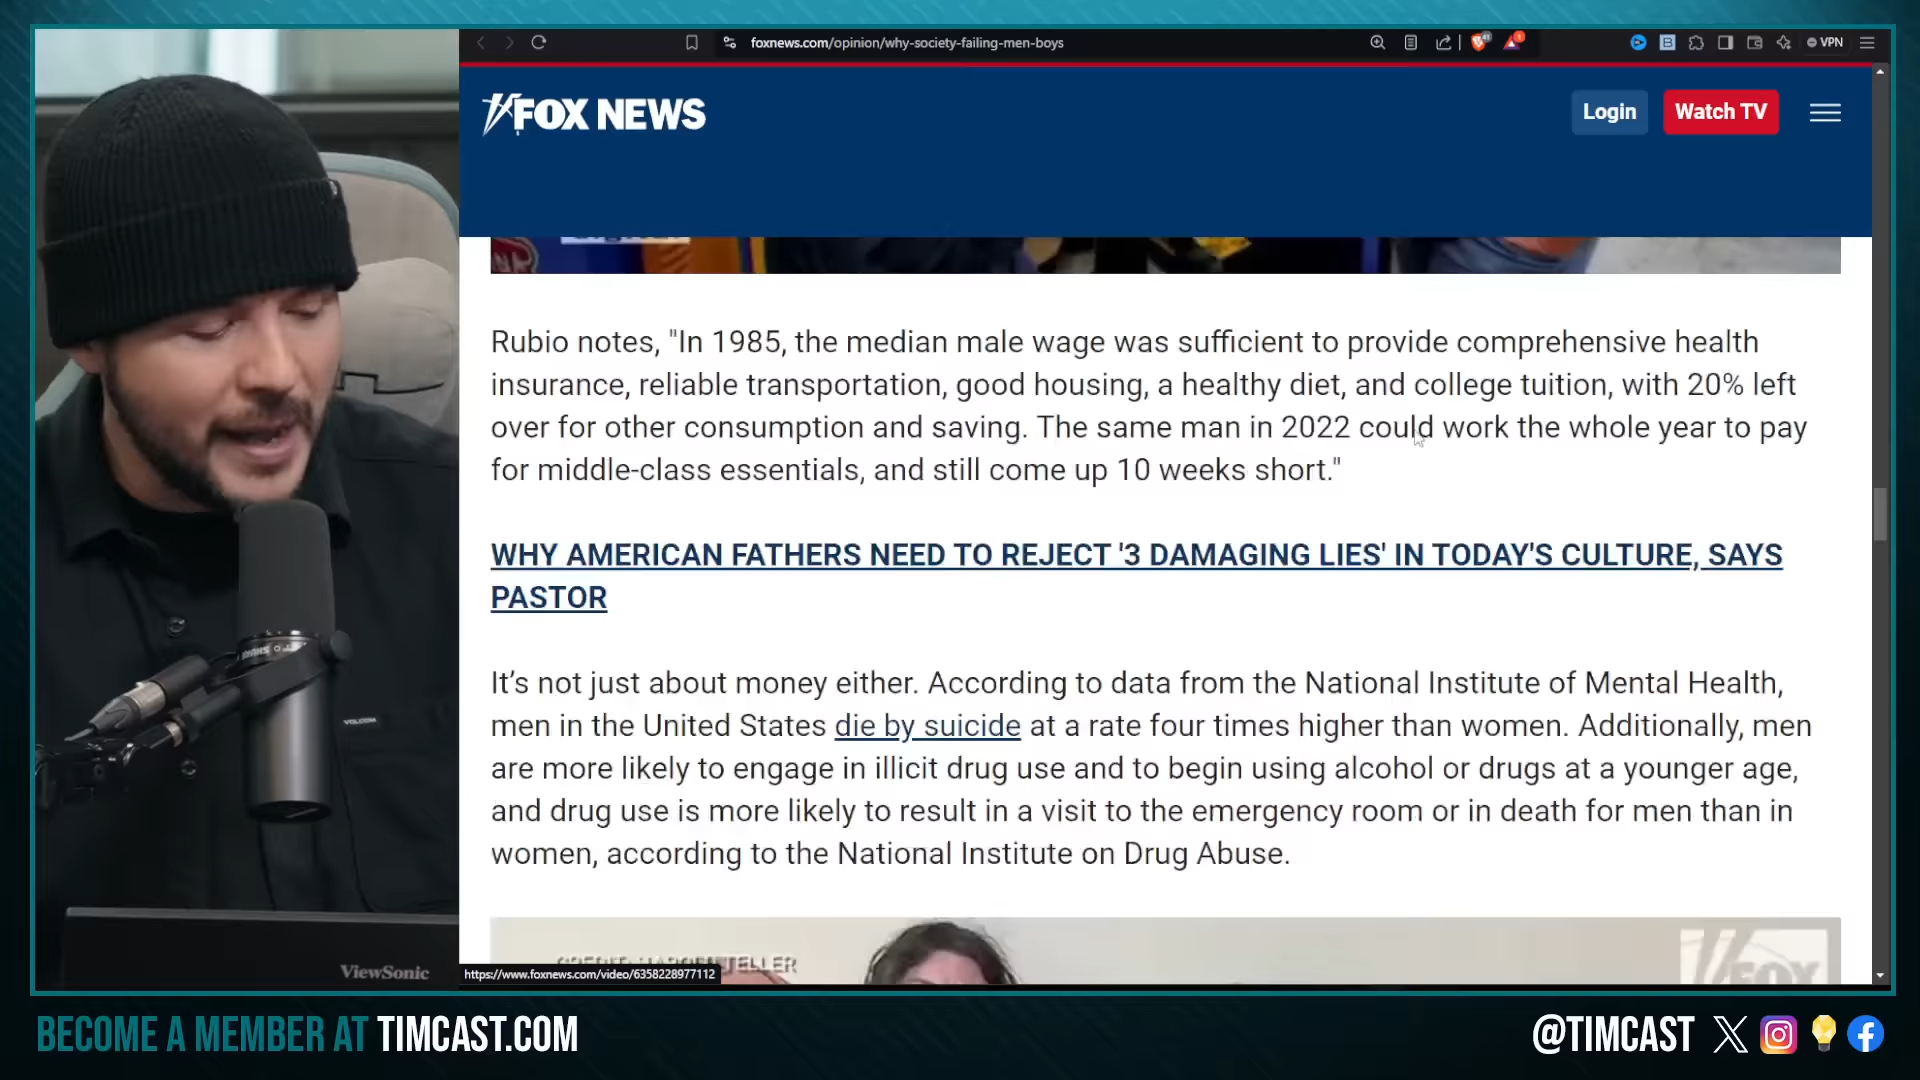 foxnews.com/opinion/why-society-failing-men-boys
VPN
FOX NEWS
Login
Watch TV
Rubio notes, "In 1985, the median male wage was sufficient to provide comprehensive health
insurance, reliable transportation, good housing, a healthy diet, and college tuition, with 20% left
over for other consumption and saving. The same man in 2022 could work the whole year to pay
for middle-class essentials, and still come up 10 weeks short."
WHY AMERICAN FATHERS NEED TO REJECT '3 DAMAGING LIES' IN TODAY'S CULTURE, SAYS
PASTOR
It’s not just about money either. According to data from the National Institute of Mental Health,
men in the United States die by suicide at a rate four times higher than women. Additionally, men
are more likely to engage in illicit drug use and to begin using alcohol or drugs at a younger age,
and drug use is more likely to result in a visit to the emergency room or in death for men than in
women, according to the National Institute on Drug Abuse.
FOX
https://www.foxnews.com/video/6358228977112
SHURE
VOLCOM
ViewSonic
BECOME A MEMBER AT TIMCAST.COM
@TIMCAST